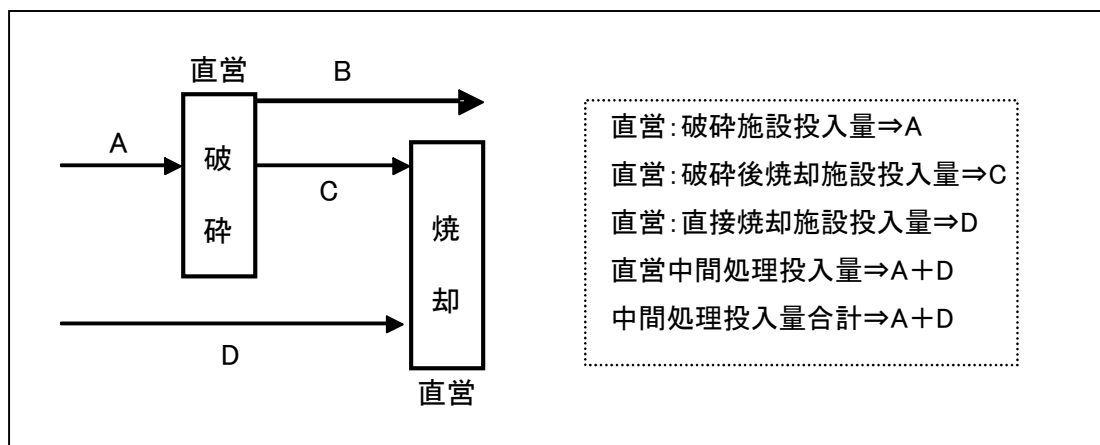 直営
B
A
破
砕
C
焼
却
D
直営
直営:破砕施設投入量⇒A
直営:破砕後焼却施設投入量⇒C
直営:直接焼却施設投入量⇒D
直営中間処理投入量⇒A+D
中間処理投入量合計⇒A+D